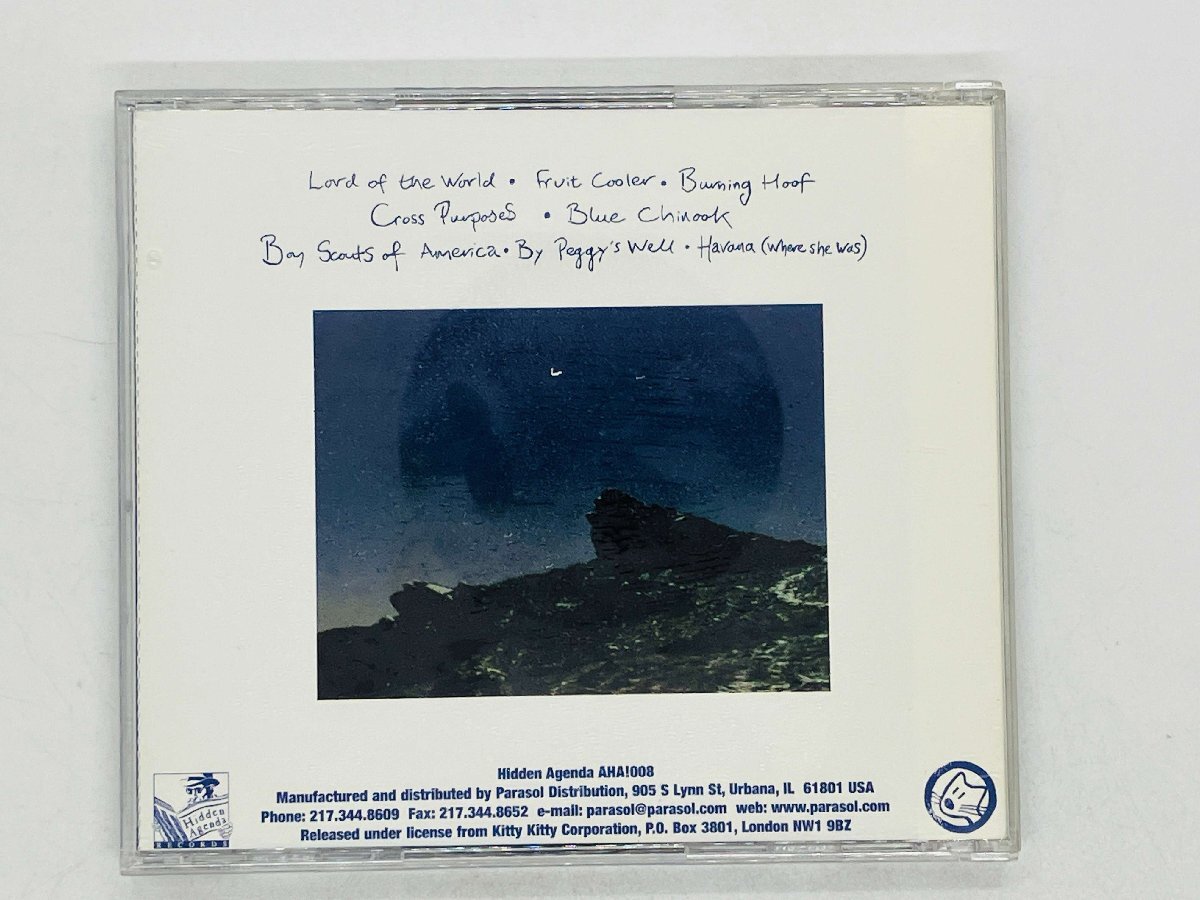 Lord of the World • Fruit Cooler • Burning Hoof
Cross Purposes • Blue Chinook
Boy Scouts of America • By Peggy's Well • Havana (where she was)
Hidden Agenda AHA!008
Manufactured and distributed by Parasol Distribution, 905 S Lynn St, Urbana, IL 61801 USA
Phone: 217.344.8609 Fax: 217.344.8652 e-mail: parasol@parasol.com web: www.parasol.com
Released under license from Kitty Kitty Corporation, P.O. Box 3801, London NW1 9BZ
Hidden
Agenda
RECORDS